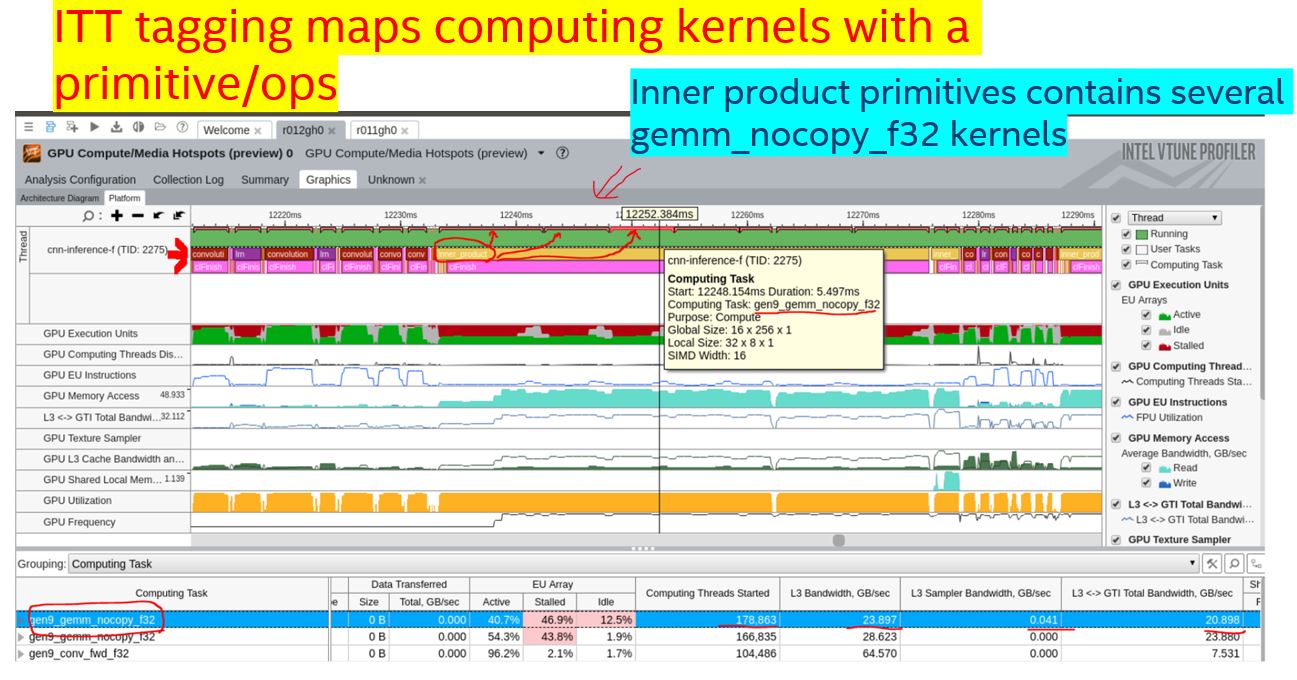 ITT tagging maps computing kernels with a
primitive/ops
Inner product primitives contains several
gemm_nocopy_f32 kernels
Welcome × r012gh0 × r011gh0 ×
GPU Compute/Media Hotspots (preview) 0 GPU Compute/Media Hotspots (preview)
INTEL VTUNE PROFILER
Analysis Configuration Collection Log Summary Graphics Unknown ×
Architecture Diagram Platform
12220ms 12230ms 12240ms 12252.384ms 12260ms 12270ms 12280ms 12290ms
Thread
cnn-inference-f (TID: 2275)
convoluti lrn convolution lrn convolut convo conv inner_product inner_ co lr con co c inner_prod
clFinish clFinish clFinish clFinish
cnn-inference-f (TID: 2275)
Computing Task
Start: 12248.154ms Duration: 5.497ms
Computing Task: gen9_gemm_nocopy_f32
Purpose: Compute
Global Size: 16 x 256 x 1
Local Size: 32 x 8 x 1
SIMD Width: 16
GPU Execution Units
GPU Computing Threads Dis...
GPU EU Instructions
GPU Memory Access 48.933
L3 <-> GTI Total Bandwi... 32.112
GPU Texture Sampler
GPU L3 Cache Bandwidth an...
GPU Shared Local Mem... 1.139
GPU Utilization
GPU Frequency
Thread
Running
User Tasks
Computing Task
GPU Execution Units
EU Arrays
Active
Idle
Stalled
GPU Computing Thread...
Computing Threads Sta...
GPU EU Instructions
FPU Utilization
GPU Memory Access
Average Bandwidth, GB/sec
Read
Write
L3 <-> GTI Total Bandwi...
L3 <-> GTI Total Bandwi...
GPU Texture Sampler
Grouping: Computing Task
Computing Task Data Transferred EU Array Computing Threads Started L3 Bandwidth, GB/sec L3 Sampler Bandwidth, GB/sec L3 <-> GTI Total Bandwidth, GB/sec
Size Total, GB/sec Active Stalled Idle
gen9_gemm_nocopy_f32 0 B 0.000 40.7% 46.9% 12.5% 178,863 23.897 0.041 20.898
gen9_gemm_nocopy_f32 0 B 0.000 54.3% 43.8% 1.9% 166,835 28.623 0.000 23.880
gen9_conv_fwd_f32 0 B 0.000 96.2% 2.1% 1.7% 104,486 64.570 0.000 7.531